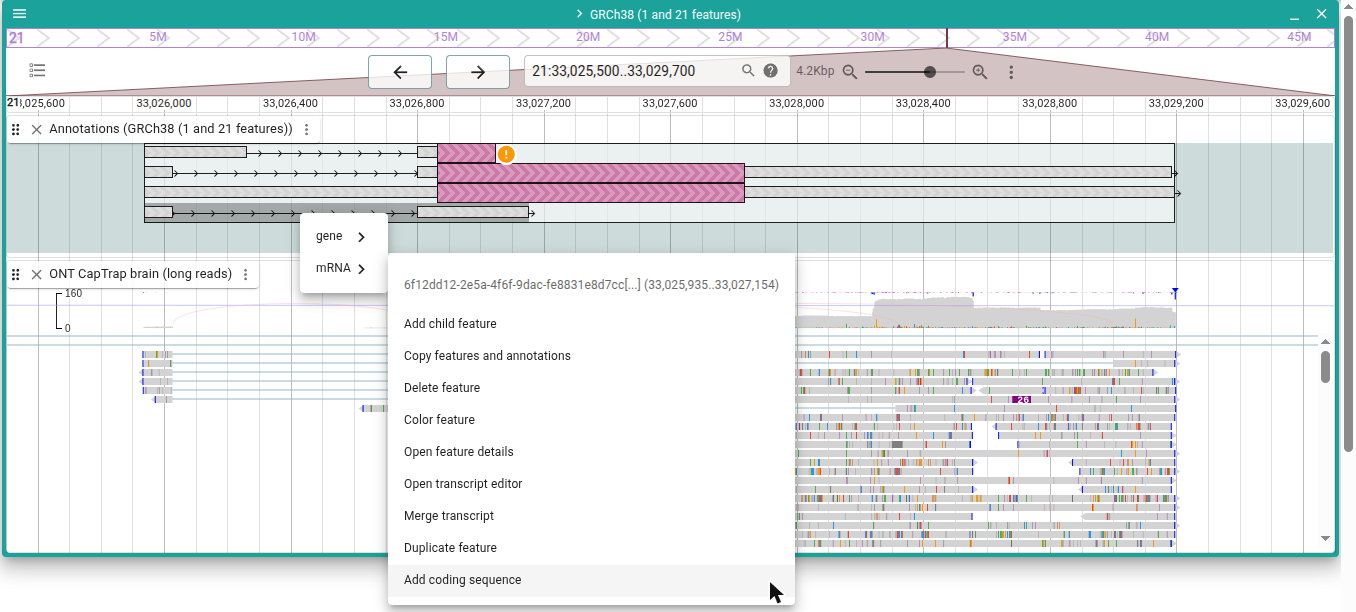 GRCh38 (1 and 21 features)
21 5M 10M 15M 20M 25M 30M 35M 40M 45M
21:33,025,500..33,029,700 4.2Kbp
33,026,000 33,026,400 33,026,800 33,027,200 33,027,600 33,028,000 33,028,400 33,028,800 33,029,200 33,029,600
Annotations (GRCh38 (1 and 21 features))
gene
mRNA
ONT CapTrap brain (long reads)
160
0
6f12dd12-2e5a-4f6f-9dac-fe8831e8d7cc[...] (33,025,935..33,027,154)
Add child feature
Copy features and annotations
Delete feature
Color feature
Open feature details
Open transcript editor
Merge transcript
Duplicate feature
Add coding sequence
26